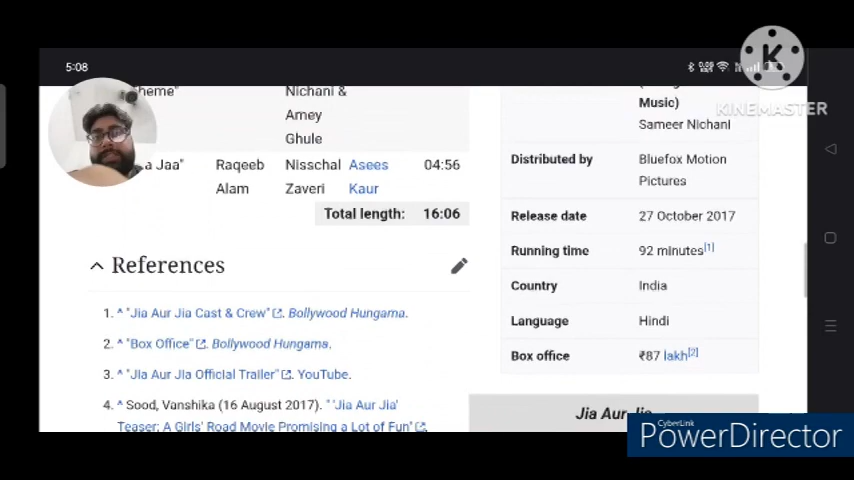 5:08
KINEMASTER
heme"
Nichani &
Amey
Ghule
a Jaa"
Raqeeb
Alam
Nisschal
Zaveri
Asees
Kaur
04:56
Total length: 16:06
References
1. ^ "Jia Aur Jia Cast & Crew". Bollywood Hungama.
2. ^ "Box Office". Bollywood Hungama.
3. ^ "Jia Aur Jia Official Trailer". YouTube.
4. ^ Sood, Vanshika (16 August 2017). "'Jia Aur Jia'
Teaser; A Girls' Road Movie Promising a Lot of Fun".
Music)
Sameer Nichani
Distributed by Bluefox Motion
Pictures
Release date 27 October 2017
Running time 92 minutes[1]
Country India
Language Hindi
Box office ₹87 lakh[2]
Jia Aur Jia
CyberLink
PowerDirector